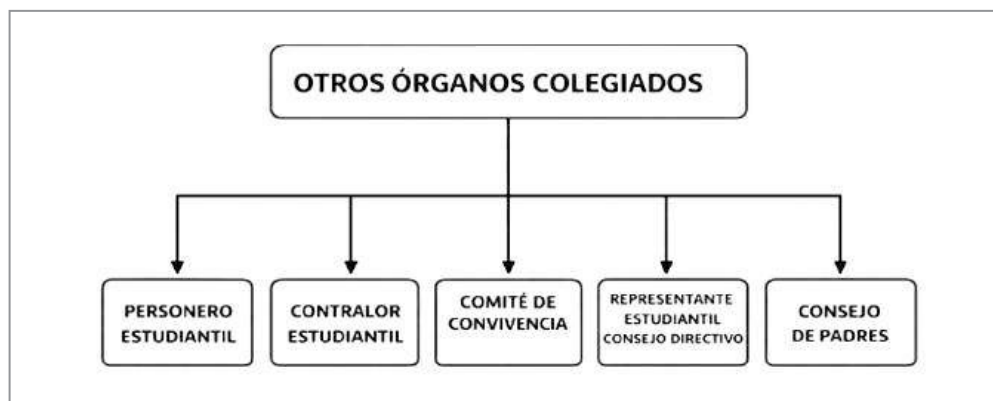 OTROS ÓRGANOS COLEGIADOS
PERSONERO
ESTUDIANTIL
CONTRALOR
ESTUDIANTIL
COMITÉ DE
CONVIVENCIA
REPRESENTANTE
ESTUDIANTIL
CONSEJO DIRECTIVO
CONSEJO
DE PADRES